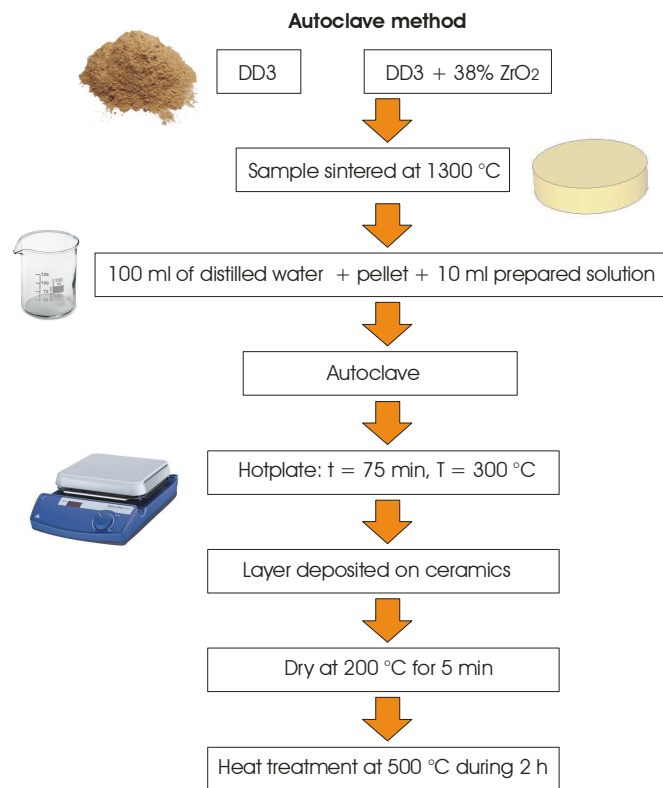 Autoclave method
DD3
DD3 + 38% ZrO₂
Sample sintered at 1300 °C
100 ml of distilled water + pellet + 10 ml prepared solution
Autoclave
Hotplate: t = 75 min, T = 300 °C
Layer deposited on ceramics
Dry at 200 °C for 5 min
Heat treatment at 500 °C during 2 h